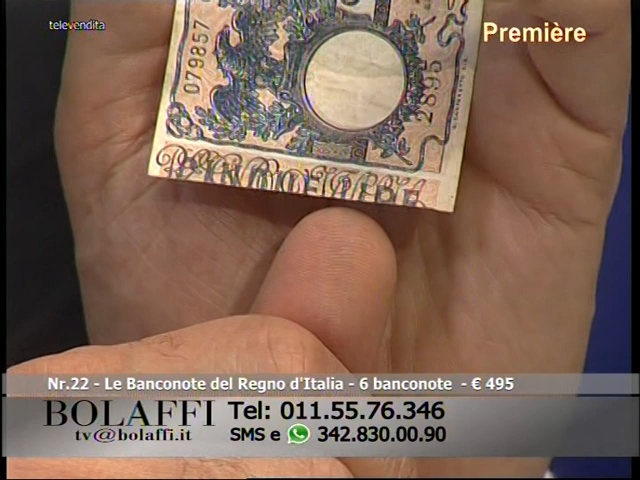 televendita
Première
079857
2895
Nr.22 - Le Banconote del Regno d'Italia - 6 banconote - € 495
BOLAFFI
tv@bolaffi.it
Tel: 011.55.76.346
SMS e 342.830.00.90